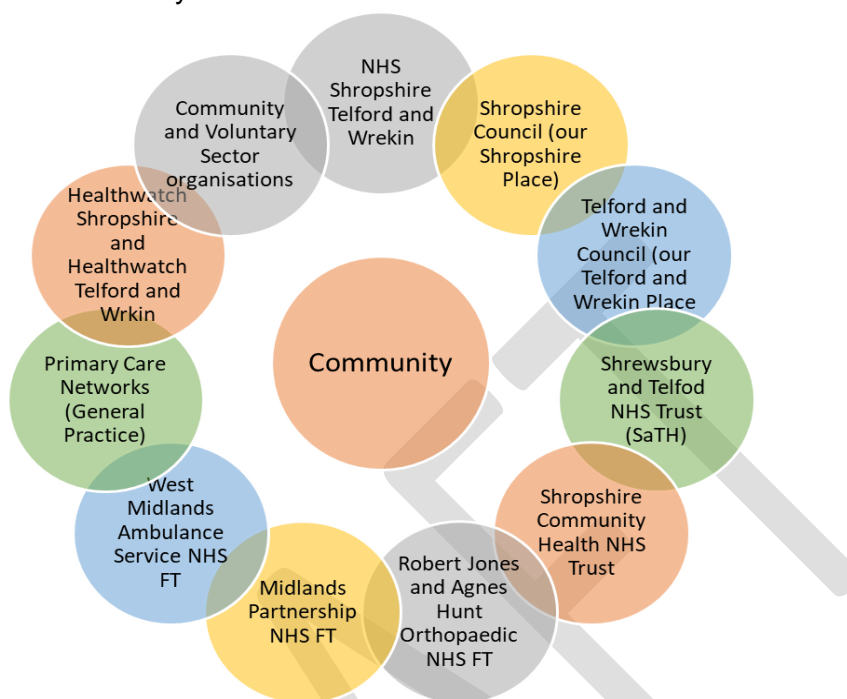 NHS
Shropshire
Telford and
Wrekin
Shropshire
Council (our
Shropshire
Place)
Telford and
Wrekin
Council (our
Telford and
Wrekin Place
Shrewsbury
and Telfod
NHS Trust
(SaTH)
Shropshire
Community
Health NHS
Trust
Robert Jones
and Agnes
Hunt
Orthopaedic
NHS FT
Midlands
Partnership
NHS FT
West
Midlands
Ambulance
Service NHS
FT
Primary Care
Networks
(General
Practice)
Healthwatch
Shropshire
and
Healthwatch
Telford and
Wrkin
Community
and Voluntary
Sector
organisations
Community